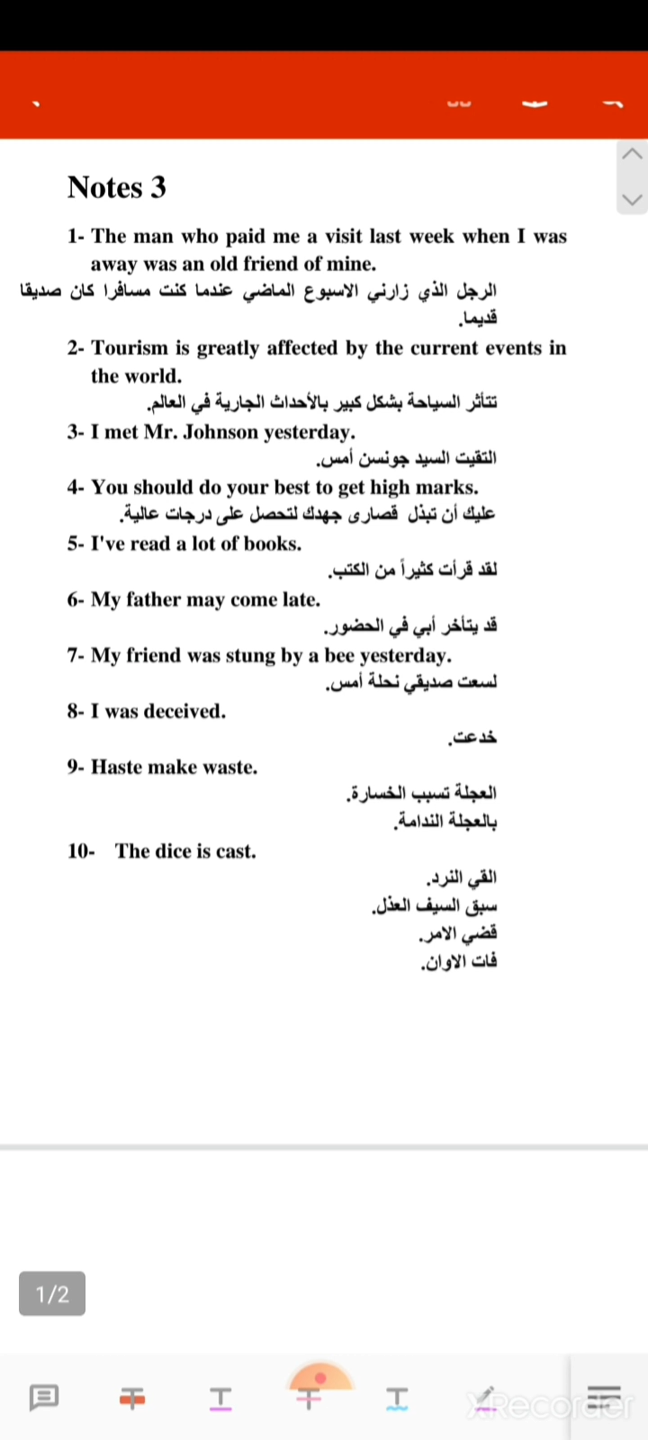 Notes 3
1- The man who paid me a visit last week when I was
away was an old friend of mine.
الرجل الذي زارني الاسبوع الماضي عندما كنت مسافرا كان صديقا
قديما.
2- Tourism is greatly affected by the current events in
the world.
تتأثر السياحة بشكل كبير بالأحداث الجارية في العالم.
3- I met Mr. Johnson yesterday.
التقيت السيد جونسن أمس.
4- You should do your best to get high marks.
عليك أن تبذل قصارى جهدك لتحصل على درجات عالية.
5- I've read a lot of books.
لقد قرأت كثيراً من الكتب.
6- My father may come late.
قد يتأخر أبي في الحضور.
7- My friend was stung by a bee yesterday.
لسعت صديقي نحلة أمس.
8- I was deceived.
خدعت.
9- Haste make waste.
العجلة تسبب الخسارة.
بالعجلة الندامة.
10- The dice is cast.
القي النرد.
سبق السيف العذل.
قضي الامر.
فات الاوان.
1/2
XRecorder